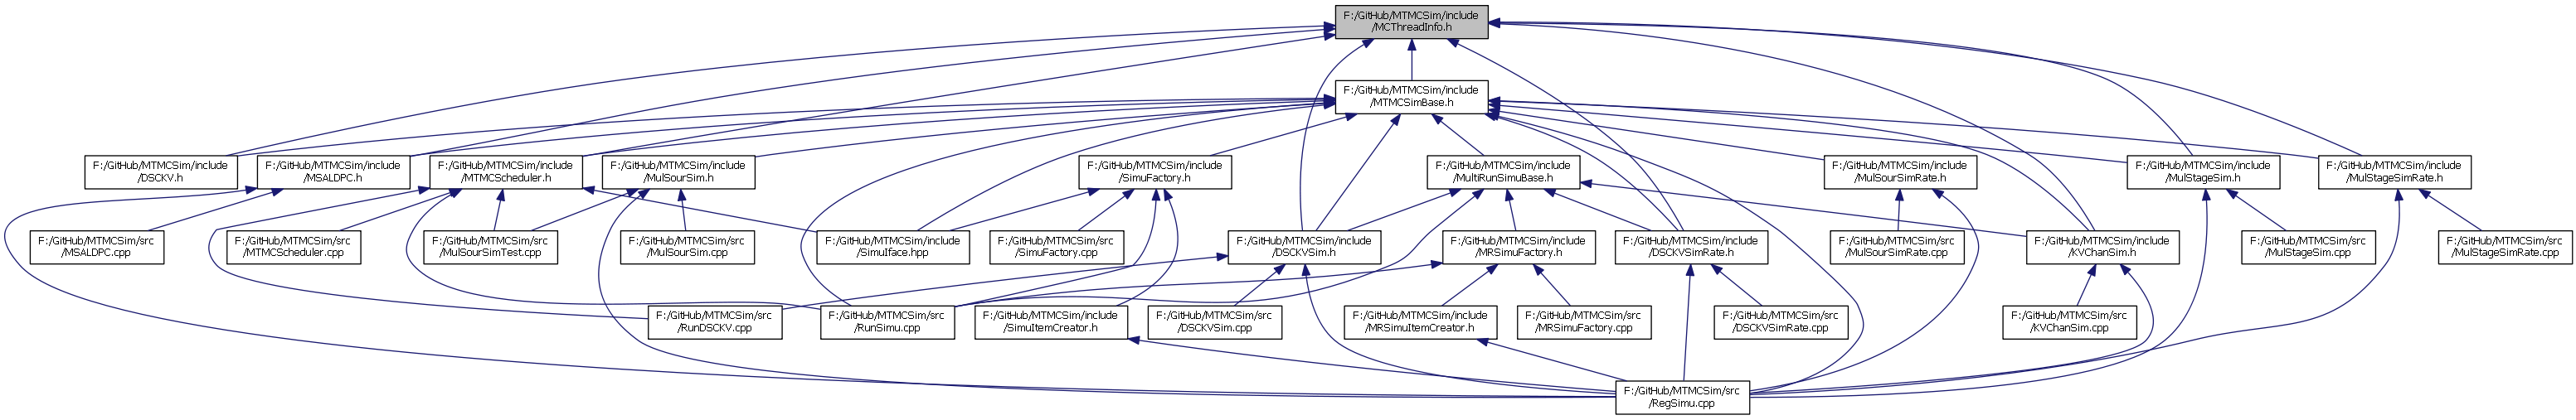 F:/GitHub/MTMCSim/include
/MCThreadInfo.h
F:/GitHub/MTMCSim/include
/MTMCSimBase.h
F:/GitHub/MTMCSim/include
/DSCKV.h
F:/GitHub/MTMCSim/include
/MSALDPC.h
F:/GitHub/MTMCSim/include
/MTMCScheduler.h
F:/GitHub/MTMCSim/include
/MulSourSim.h
F:/GitHub/MTMCSim/include
/SimuFactory.h
F:/GitHub/MTMCSim/include
/MultiRunSimuBase.h
F:/GitHub/MTMCSim/include
/MulSourSimRate.h
F:/GitHub/MTMCSim/include
/MulStageSim.h
F:/GitHub/MTMCSim/include
/MulStageSimRate.h
F:/GitHub/MTMCSim/src
/MSALDPC.cpp
F:/GitHub/MTMCSim/src
/MTMCScheduler.cpp
F:/GitHub/MTMCSim/src
/MulSourSimTest.cpp
F:/GitHub/MTMCSim/src
/MulSourSim.cpp
F:/GitHub/MTMCSim/include
/SimuIface.hpp
F:/GitHub/MTMCSim/src
/SimuFactory.cpp
F:/GitHub/MTMCSim/include
/DSCKVSim.h
F:/GitHub/MTMCSim/include
/MRSimuFactory.h
F:/GitHub/MTMCSim/include
/DSCKVSimRate.h
F:/GitHub/MTMCSim/src
/MulSourSimRate.cpp
F:/GitHub/MTMCSim/include
/KVChanSim.h
F:/GitHub/MTMCSim/src
/MulStageSim.cpp
F:/GitHub/MTMCSim/src
/MulStageSimRate.cpp
F:/GitHub/MTMCSim/src
/RunDSCKV.cpp
F:/GitHub/MTMCSim/src
/RunSimu.cpp
F:/GitHub/MTMCSim/include
/SimuItemCreator.h
F:/GitHub/MTMCSim/src
/DSCKVSim.cpp
F:/GitHub/MTMCSim/include
/MRSimuItemCreator.h
F:/GitHub/MTMCSim/src
/MRSimuFactory.cpp
F:/GitHub/MTMCSim/src
/DSCKVSimRate.cpp
F:/GitHub/MTMCSim/src
/KVChanSim.cpp
F:/GitHub/MTMCSim/src
/RegSimu.cpp